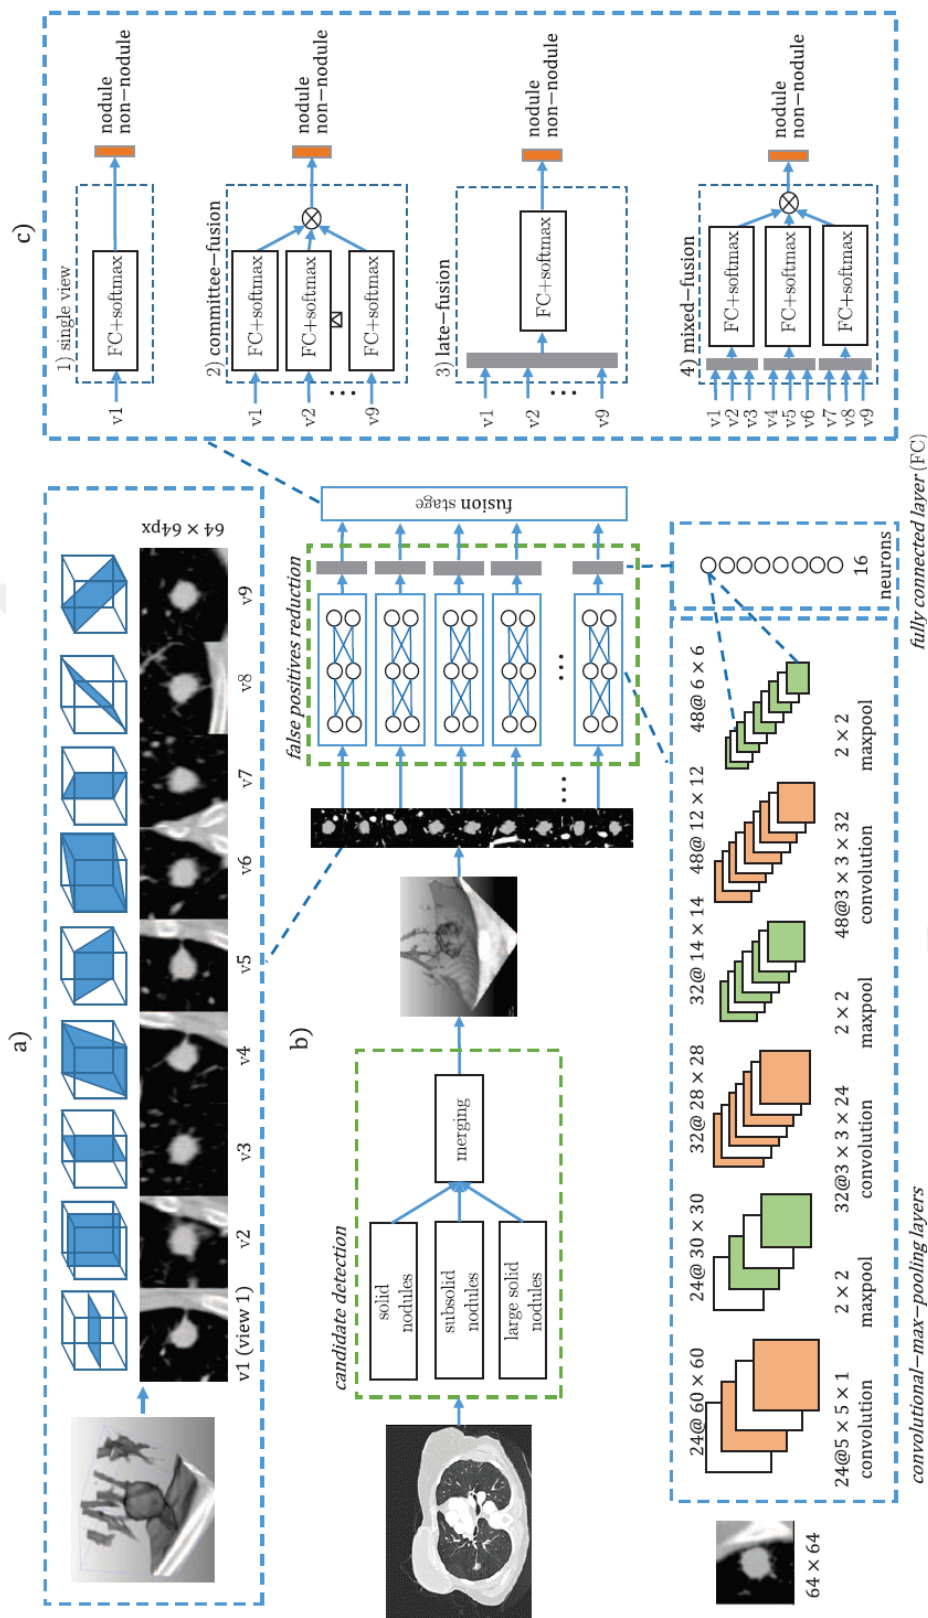 a)
64 × 64px
v1 (view 1)
v2
v3
v4
v5
v6
v7
v8
v9
b)
candidate detection
solid
nodules
subsolid
nodules
large solid
nodules
merging
false positives reduction
fusion stage
64 × 64
24@60 × 60
24@30 × 30
32@28 × 28
32@14 × 14
48@12 × 12
48@6 × 6
24@5 × 5 × 1
convolution
2 × 2
maxpool
32@3 × 3 × 24
convolution
2 × 2
maxpool
48@3 × 3 × 32
convolution
2 × 2
maxpool
16
neurons
convolutional−max−pooling layers
fully connected layer (FC)
c)
1) single view
v1
FC+softmax
nodule
non−nodule
2) committee−fusion
v1
v2
...
v9
FC+softmax
FC+softmax
FC+softmax
nodule
non−nodule
3) late−fusion
v1
v2
...
v9
FC+softmax
nodule
non−nodule
4) mixed−fusion
v1
v2
v3
v4
v5
v6
v7
v8
v9
FC+softmax
FC+softmax
FC+softmax
nodule
non−nodule